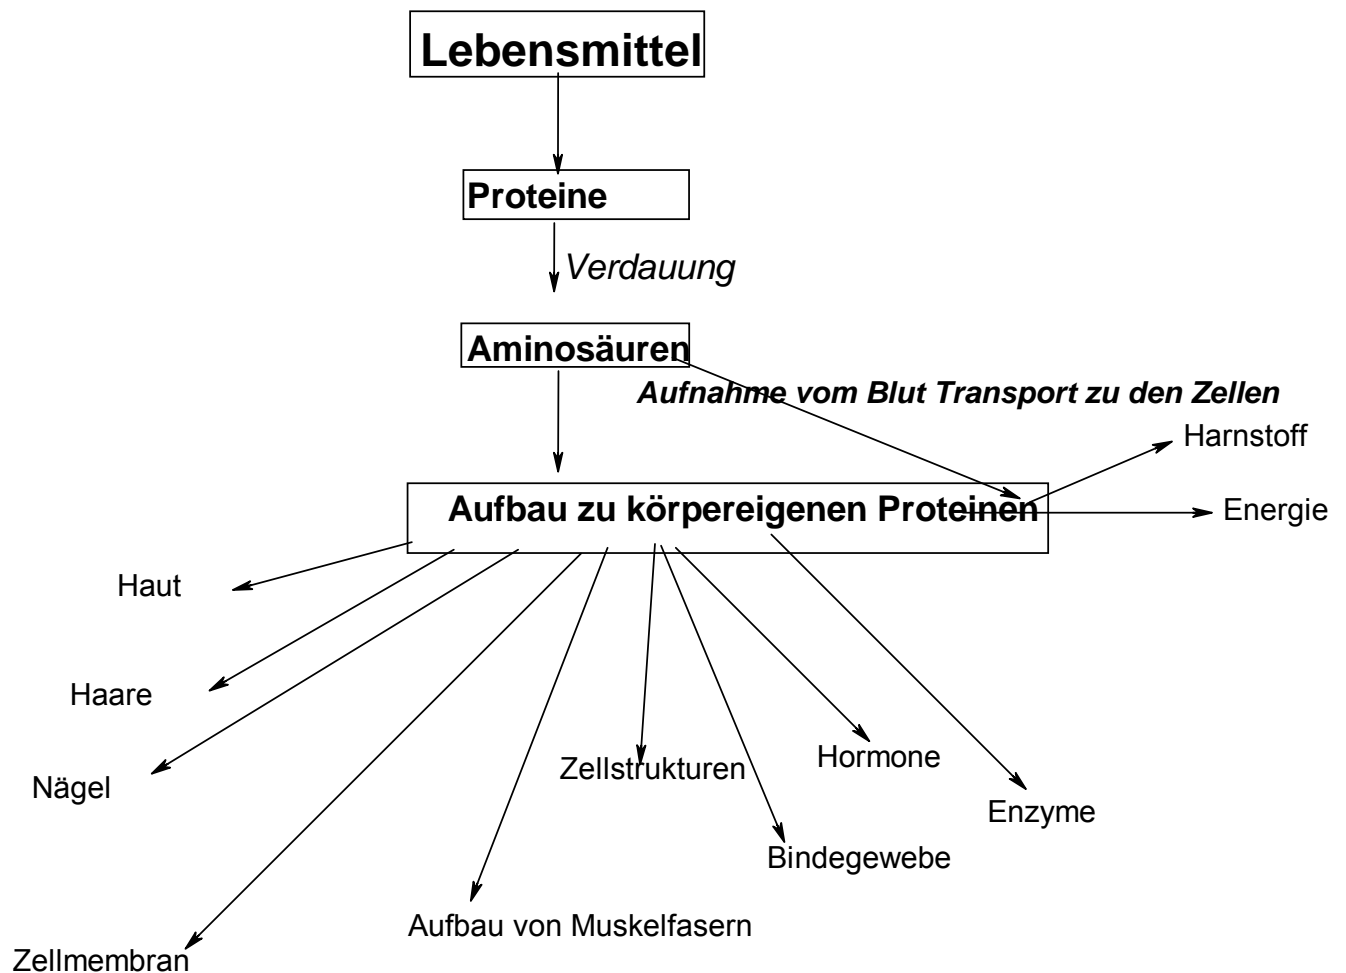 Lebensmittel
Proteine
Verdauung
Aminosäuren
Aufnahme vom Blut Transport zu den Zellen
Harnstoff
Aufbau zu körpereigenen Proteinen
Energie
Haut
Haare
Nägel
Zellstrukturen
Hormone
Enzyme
Bindegewebe
Aufbau von Muskelfasern
Zellmembran